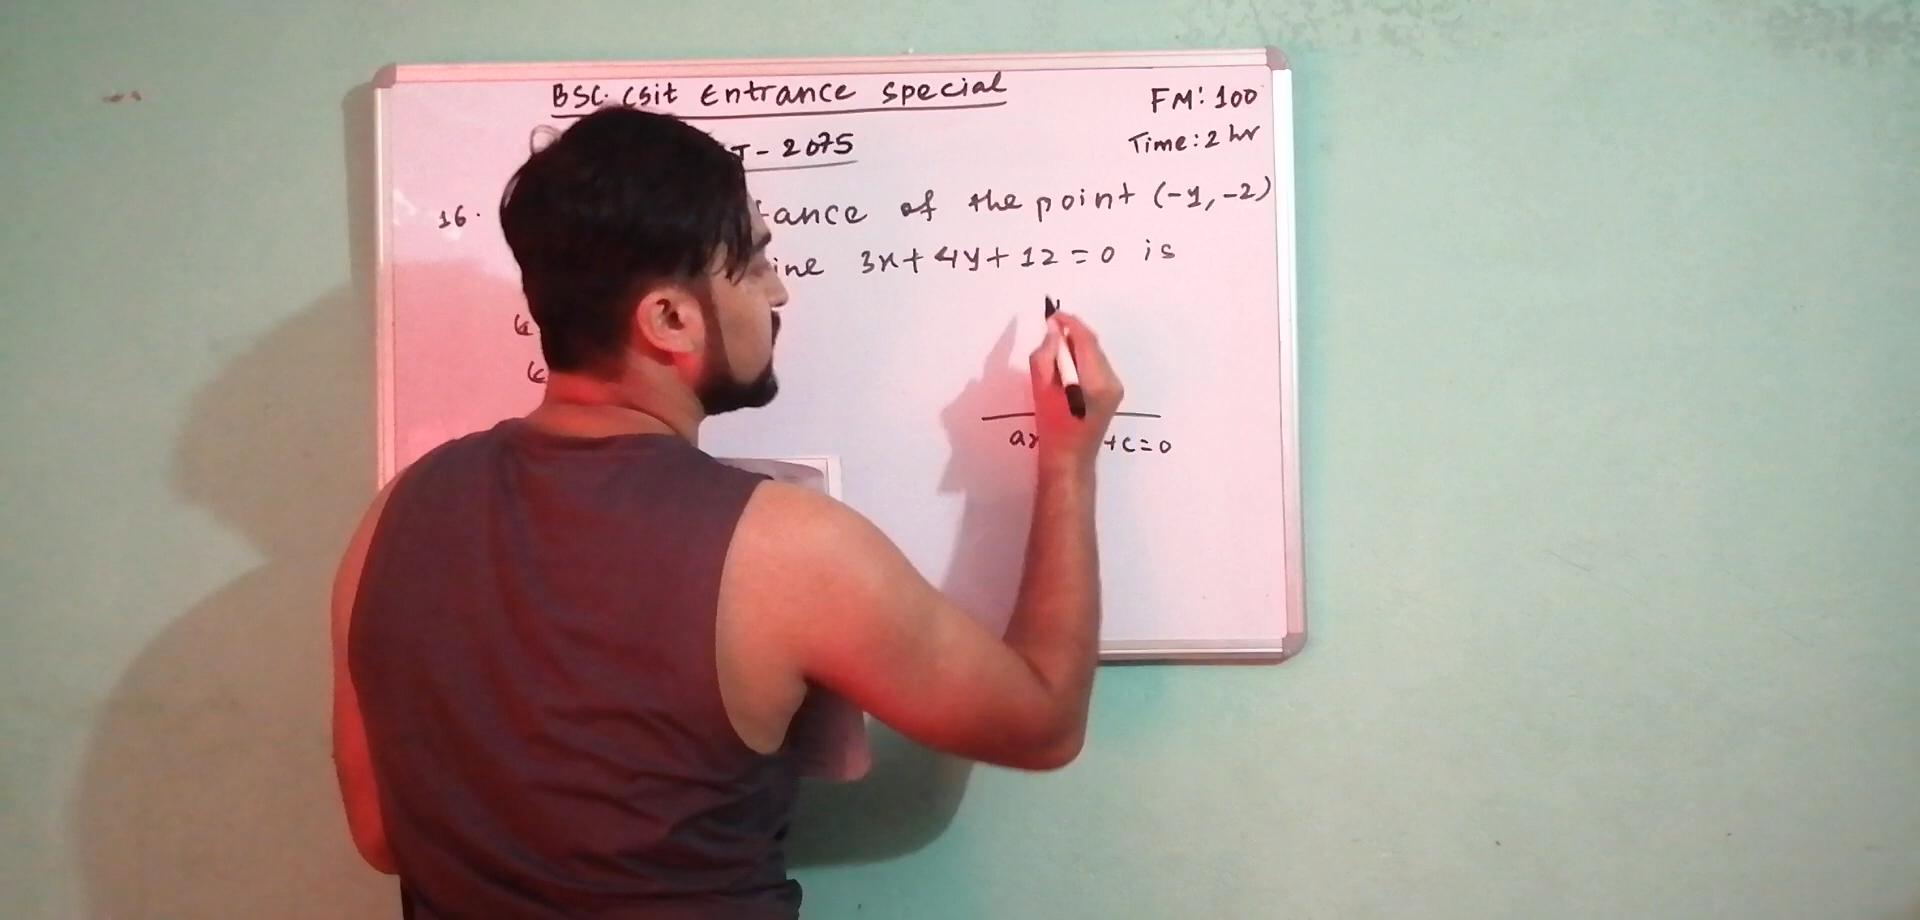 BSC. CSit Entrance special
FM: 100
T - 2075
Time: 2 hr
16. tance of the point (-1, -2)
ine 3x + 4y + 12 = 0 is
+c=0